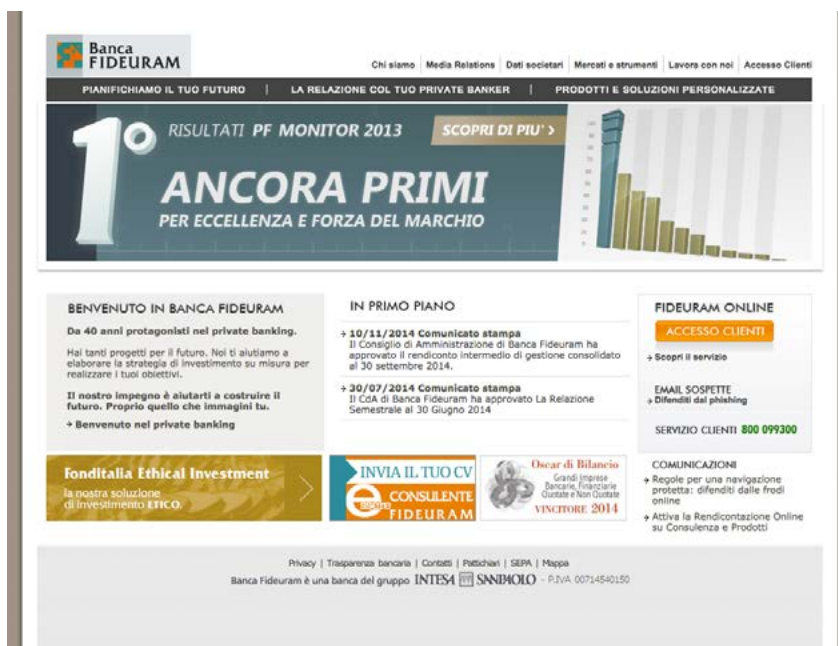 Banca
FIDEURAM
Chi siamo | Media Relations | Dati societari | Mercati e strumenti | Lavora con noi | Accesso Clienti
PIANIFICHIAMO IL TUO FUTURO | LA RELAZIONE COL TUO PRIVATE BANKER | PRODOTTI E SOLUZIONI PERSONALIZZATE
1°
RISULTATI PF MONITOR 2013
SCOPRI DI PIU' >
ANCORA PRIMI
PER ECCELLENZA E FORZA DEL MARCHIO
BENVENUTO IN BANCA FIDEURAM
Da 40 anni protagonisti nel private banking.
Hai tanti progetti per il futuro. Noi ti aiutiamo a
elaborare la strategia di investimento su misura per
realizzare i tuoi obiettivi.
Il nostro impegno è aiutarti a costruire il
futuro. Proprio quello che immagini tu.
Benvenuto nel private banking
IN PRIMO PIANO
10/11/2014 Comunicato stampa
Il Consiglio di Amministrazione di Banca Fideuram ha
approvato il rendiconto intermedio di gestione consolidato
al 30 settembre 2014.
30/07/2014 Comunicato stampa
Il CdA di Banca Fideuram ha approvato La Relazione
Semestrale al 30 Giugno 2014
FIDEURAM ONLINE
ACCESSO CLIENTI
Scopri il servizio
EMAIL SOSPETTE
Difenditi dal phishing
SERVIZIO CLIENTI 800 099300
Fonditalia Ethical Investment
la nostra soluzione
di investimento ETICO.
INVIA IL TUO CV
CONSULENTE
FIDEURAM
Oscar di Bilancio
Grandi Imprese
Bancarie, Finanziarie
Quotate e Non Quotate
VINCITORE 2014
COMUNICAZIONI
Regole per una navigazione
protetta: difenditi dalle frodi
online
Attiva la Rendicontazione Online
su Consulenza e Prodotti
Privacy | Trasparenza bancaria | Contatti | Pattichiari | SEPA | Mappa
Banca Fideuram è una banca del gruppo INTESA SANPAOLO - P.IVA 00714540150